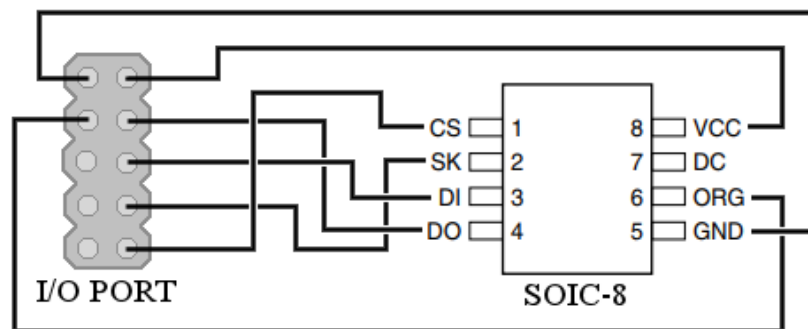 CS 1 8 VCC
SK 2 7 DC
DI 3 6 ORG
DO 4 5 GND
I/O PORT
SOIC-8